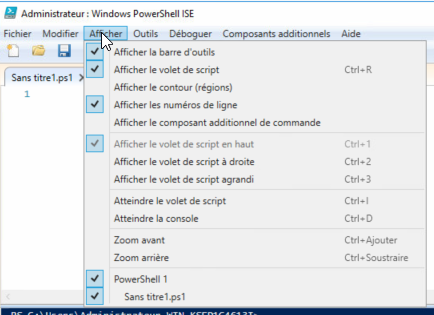 Administrateur : Windows PowerShell ISE
Fichier Modifier Afficher Outils Déboguer Composants additionnels Aide
Sans titre1.ps1 X
1
Afficher la barre d'outils
Afficher le volet de script Ctrl+R
Afficher le contour (régions)
Afficher les numéros de ligne
Afficher le composant additionnel de commande
Afficher le volet de script en haut Ctrl+1
Afficher le volet de script à droite Ctrl+2
Afficher le volet de script agrandi Ctrl+3
Atteindre le volet de script Ctrl+I
Atteindre la console Ctrl+D
Zoom avant Ctrl+Ajouter
Zoom arrière Ctrl+Soustraire
PowerShell 1
Sans titre1.ps1
PS C:\Users\Administrateur.